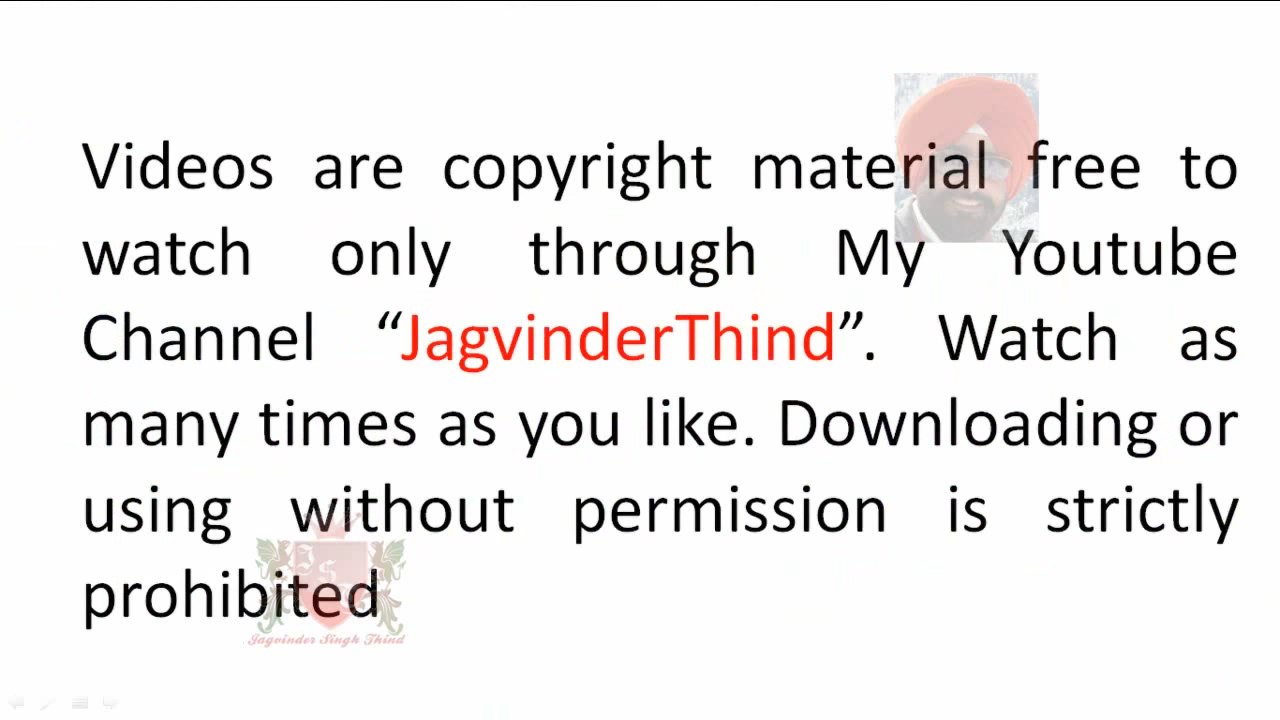 Videos are copyright material free to
watch only through My Youtube
Channel “JagvinderThind”. Watch as
many times as you like. Downloading or
using without permission is strictly
prohibited
Jagvinder Singh Thind